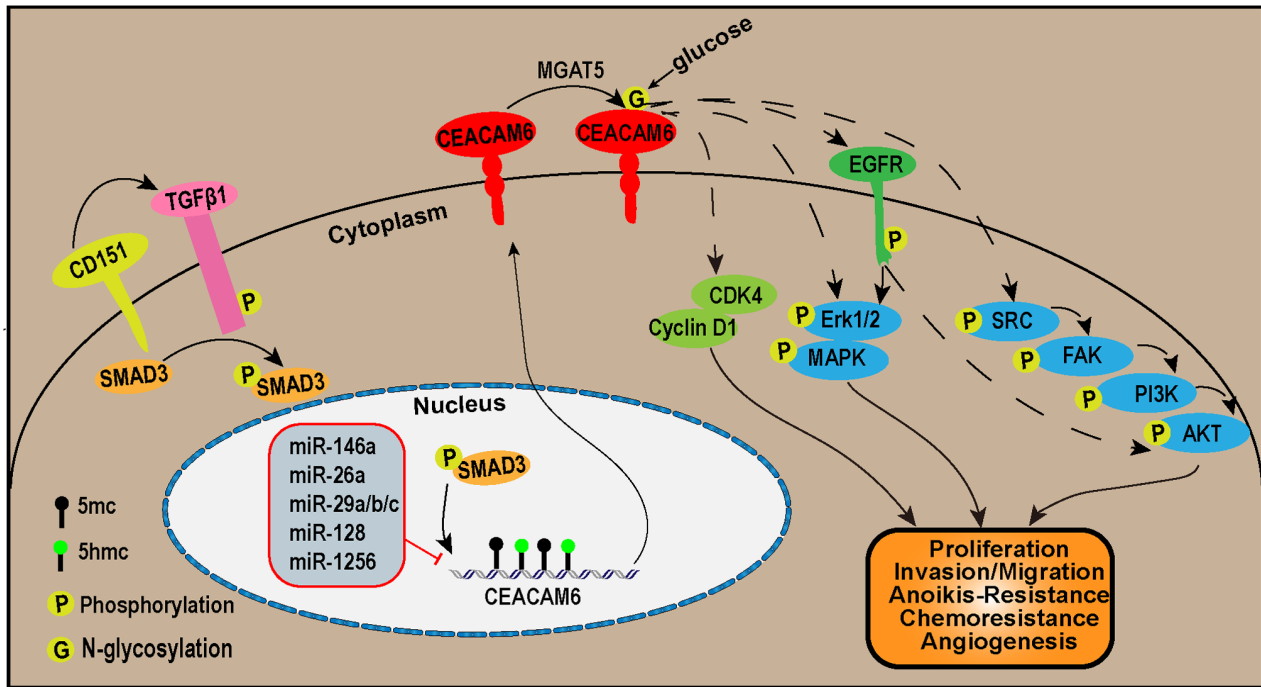 glucose
MGAT5
G
CEACAM6
CEACAM6
EGFR
TGFβ1
Cytoplasm
CD151
P
P
CDK4
Cyclin D1
P
Erk1/2
P
MAPK
P
SRC
P
FAK
P
PI3K
P
AKT
SMAD3
P
SMAD3
Nucleus
miR-146a
miR-26a
miR-29a/b/c
miR-128
miR-1256
P
SMAD3
CEACAM6
5mc
5hmc
P Phosphorylation
G N-glycosylation
Proliferation
Invasion/Migration
Anoikis-Resistance
Chemoresistance
Angiogenesis